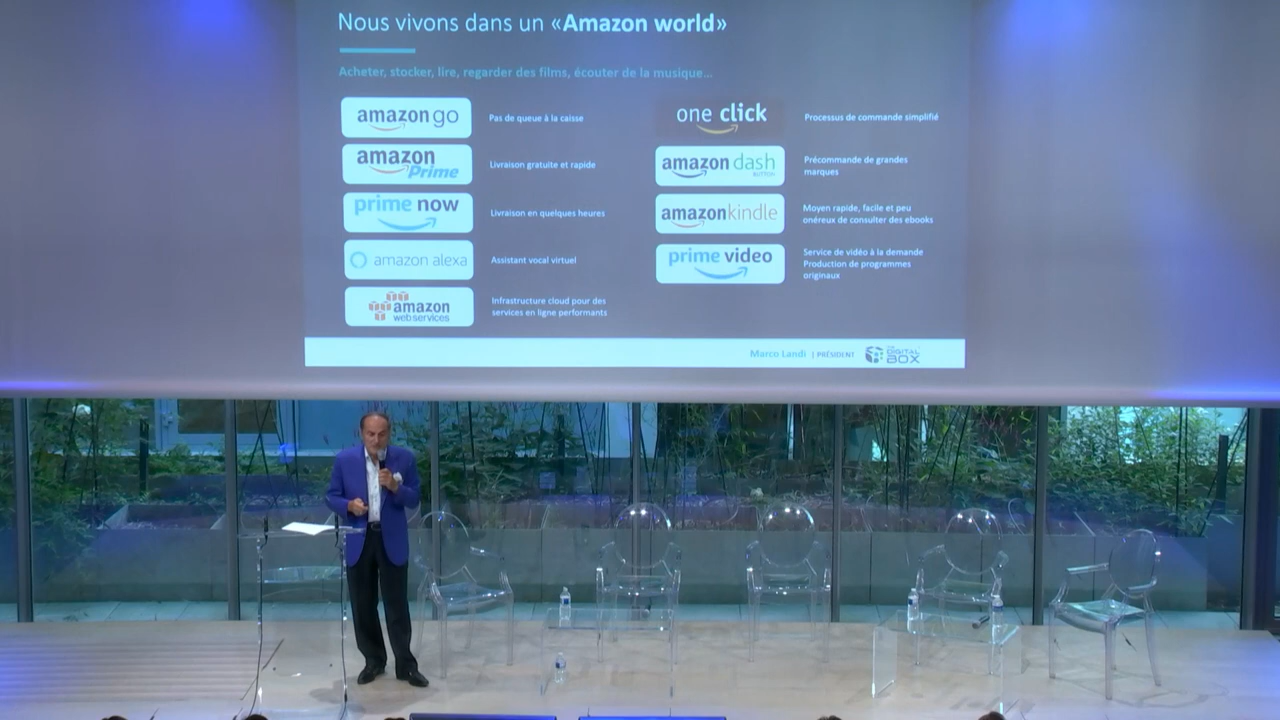 Nous vivons dans un «Amazon world»
Acheter, stocker, lire, regarder des films, écouter de la musique...
amazon go
Pas de queue à la caisse
amazon Prime
Livraison gratuite et rapide
prime now
Livraison en quelques heures
amazon alexa
Assistant vocal virtuel
amazon
web services
Infrastructure cloud pour des
services en ligne performants
one click
Processus de commande simplifié
amazon dash
BUTTON
Précommande de grandes
marques
amazonkindle
Moyen rapide, facile et peu
onéreux de consulter des ebooks
prime video
Service de vidéo à la demande
Production de programmes
originaux
Marco Landi | PRÉSIDENT
THE
DIGITAL
BOX